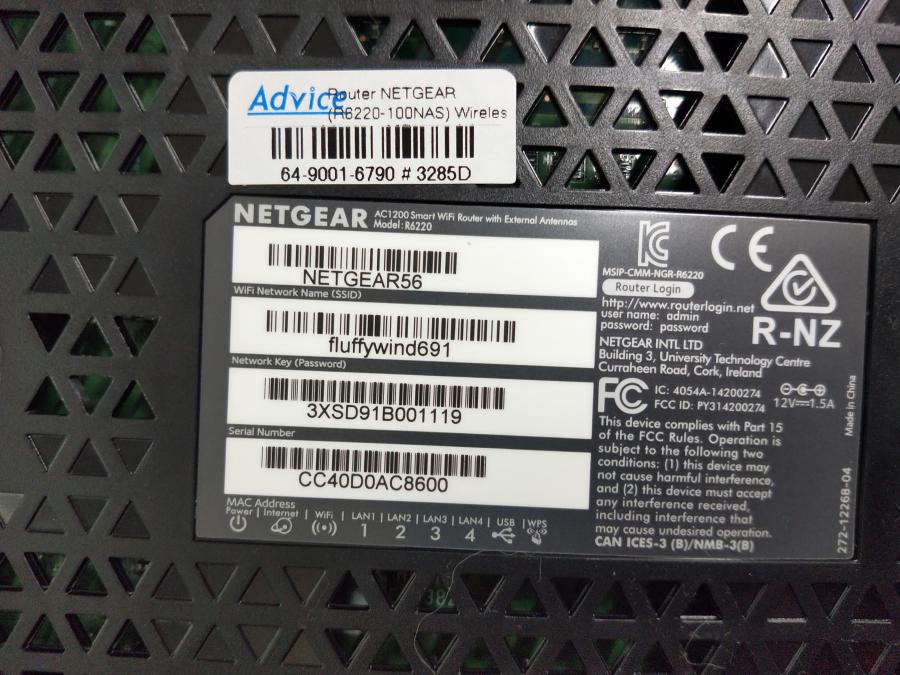 Advice
Router NETGEAR
(R6220-100NAS) Wireles
64-9001-6790 # 3285D
NETGEAR
AC1200 Smart WiFi Router with External Antennas
Model: R6220
NETGEAR56
WiFi Network Name (SSID)
fluffywind691
Network Key (Password)
3XSD91B001119
Serial Number
CC40D0AC8600
MAC Address
Power | Internet | WiFi | LAN1 | LAN2 | LAN3 | LAN4 | USB | WPS
1 2 3 4
MSIP-CMM-NGR-R6220
CE
Router Login
http://www.routerlogin.net
user name: admin
password: password
R-NZ
NETGEAR INTL LTD
Building 3, University Technology Centre
Curraheen Road, Cork, Ireland
FC
IC: 4054A-14200274
FCC ID: PY314200274
12V⎓1.5A
This device complies with Part 15
of the FCC Rules. Operation is
subject to the following two
conditions: (1) this device may
not cause harmful interference,
and (2) this device must accept
any interference received,
including interference that
may cause undesired operation.
CAN ICES-3 (B)/NMB-3(B)
Made in China
272-12268-04